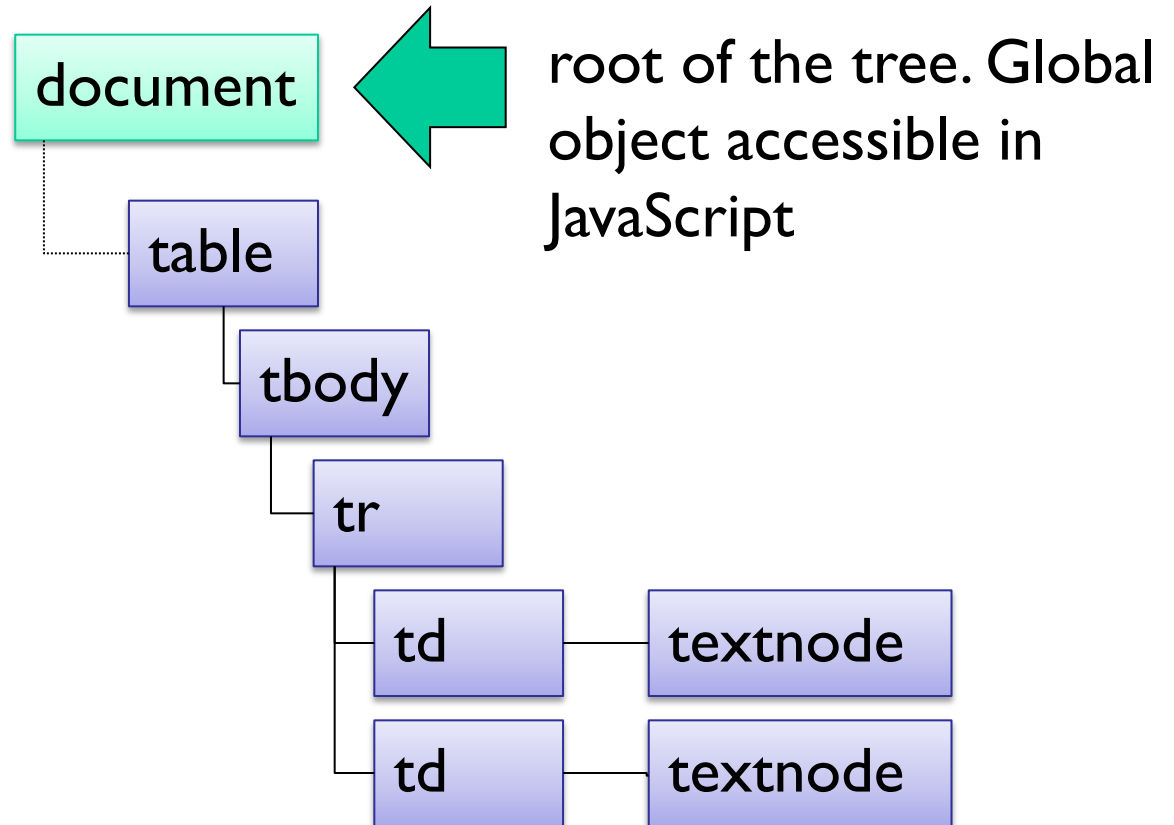 document
root of the tree. Global
object accessible in
JavaScript
table
tbody
tr
td
textnode
td
textnode